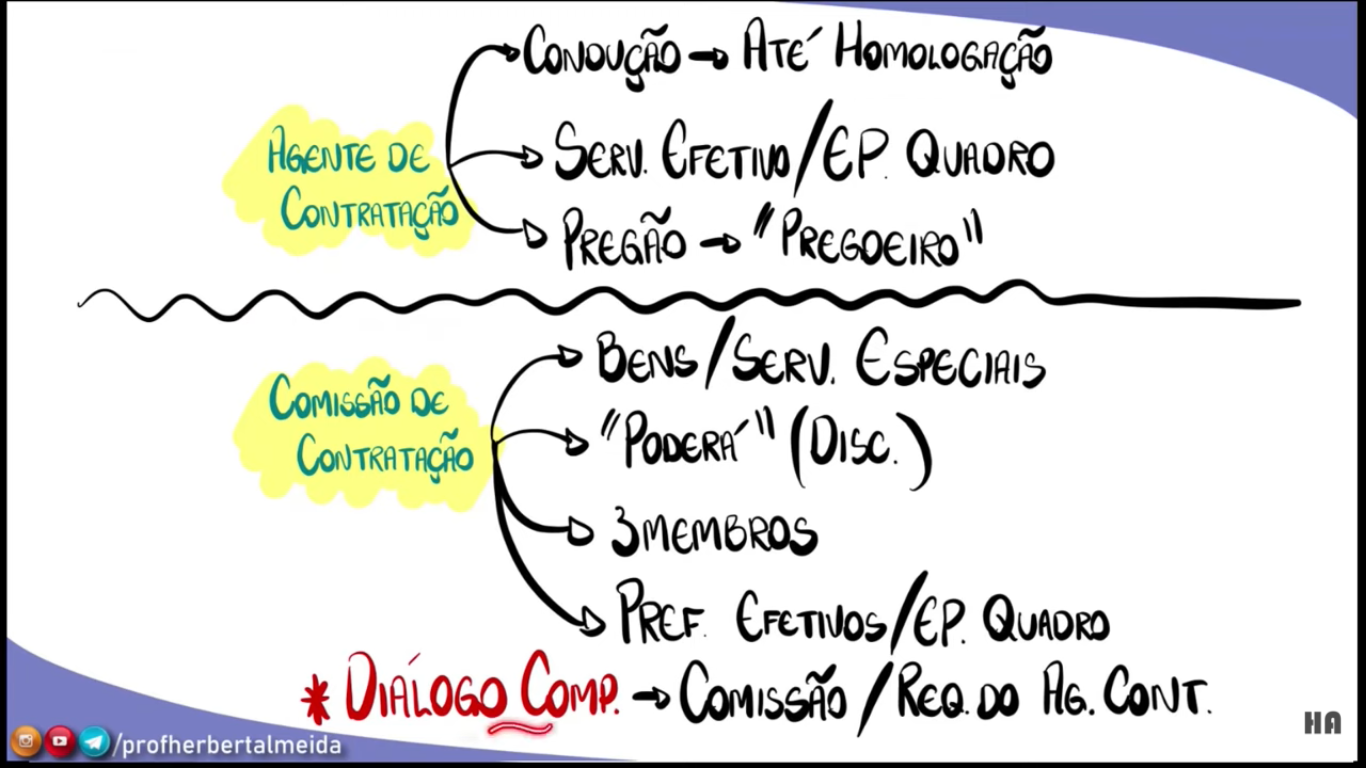 CONDUÇÃO → ATÉ HOMOLOGAÇÃO
AGENTE DE
CONTRATAÇÃO
SERV. EFETIVO/EP. QUADRO
PREGÃO → "PREGOEIRO"
BENS/SERV. ESPECIAIS
COMISSÃO DE
CONTRATAÇÃO
"PODERÁ" (DISC.)
3 MEMBROS
PREF. EFETIVOS/EP. QUADRO
* DIÁLOGO COMP. → COMISSÃO / REQ. DO AG. CONT.
/profherbertalmeida
HA